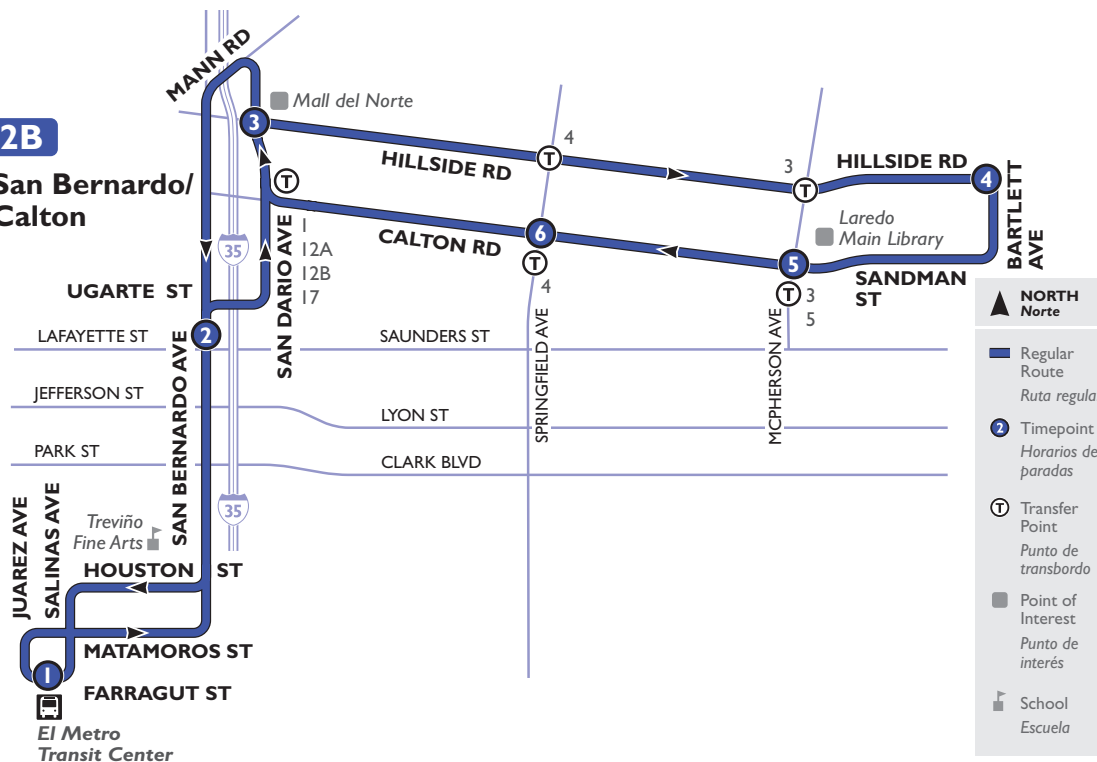 2B
San Bernardo/
Calton
MANN RD
3
Mall del Norte
HILLSIDE RD
4
T
3
T
HILLSIDE RD
4
BARTLETT
AVE
T
1
12A
12B
17
35
SAN DARIO AVE
CALTON RD
6
T
4
5
Laredo
Main Library
SANDMAN
ST
T
3
5
UGARTE ST
2
LAFAYETTE ST
SAUNDERS ST
SAN BERNARDO AVE
SPRINGFIELD AVE
MCPHERSON AVE
JEFFERSON ST
LYON ST
PARK ST
CLARK BLVD
35
JUAREZ AVE
SALINAS AVE
Treviño
Fine Arts
HOUSTON ST
MATAMOROS ST
1
FARRAGUT ST
El Metro
Transit Center
NORTH
Norte
Regular
Route
Ruta regula
2
Timepoint
Horarios de
paradas
T
Transfer
Point
Punto de
transbordo
Point of
Interest
Punto de
interés
School
Escuela